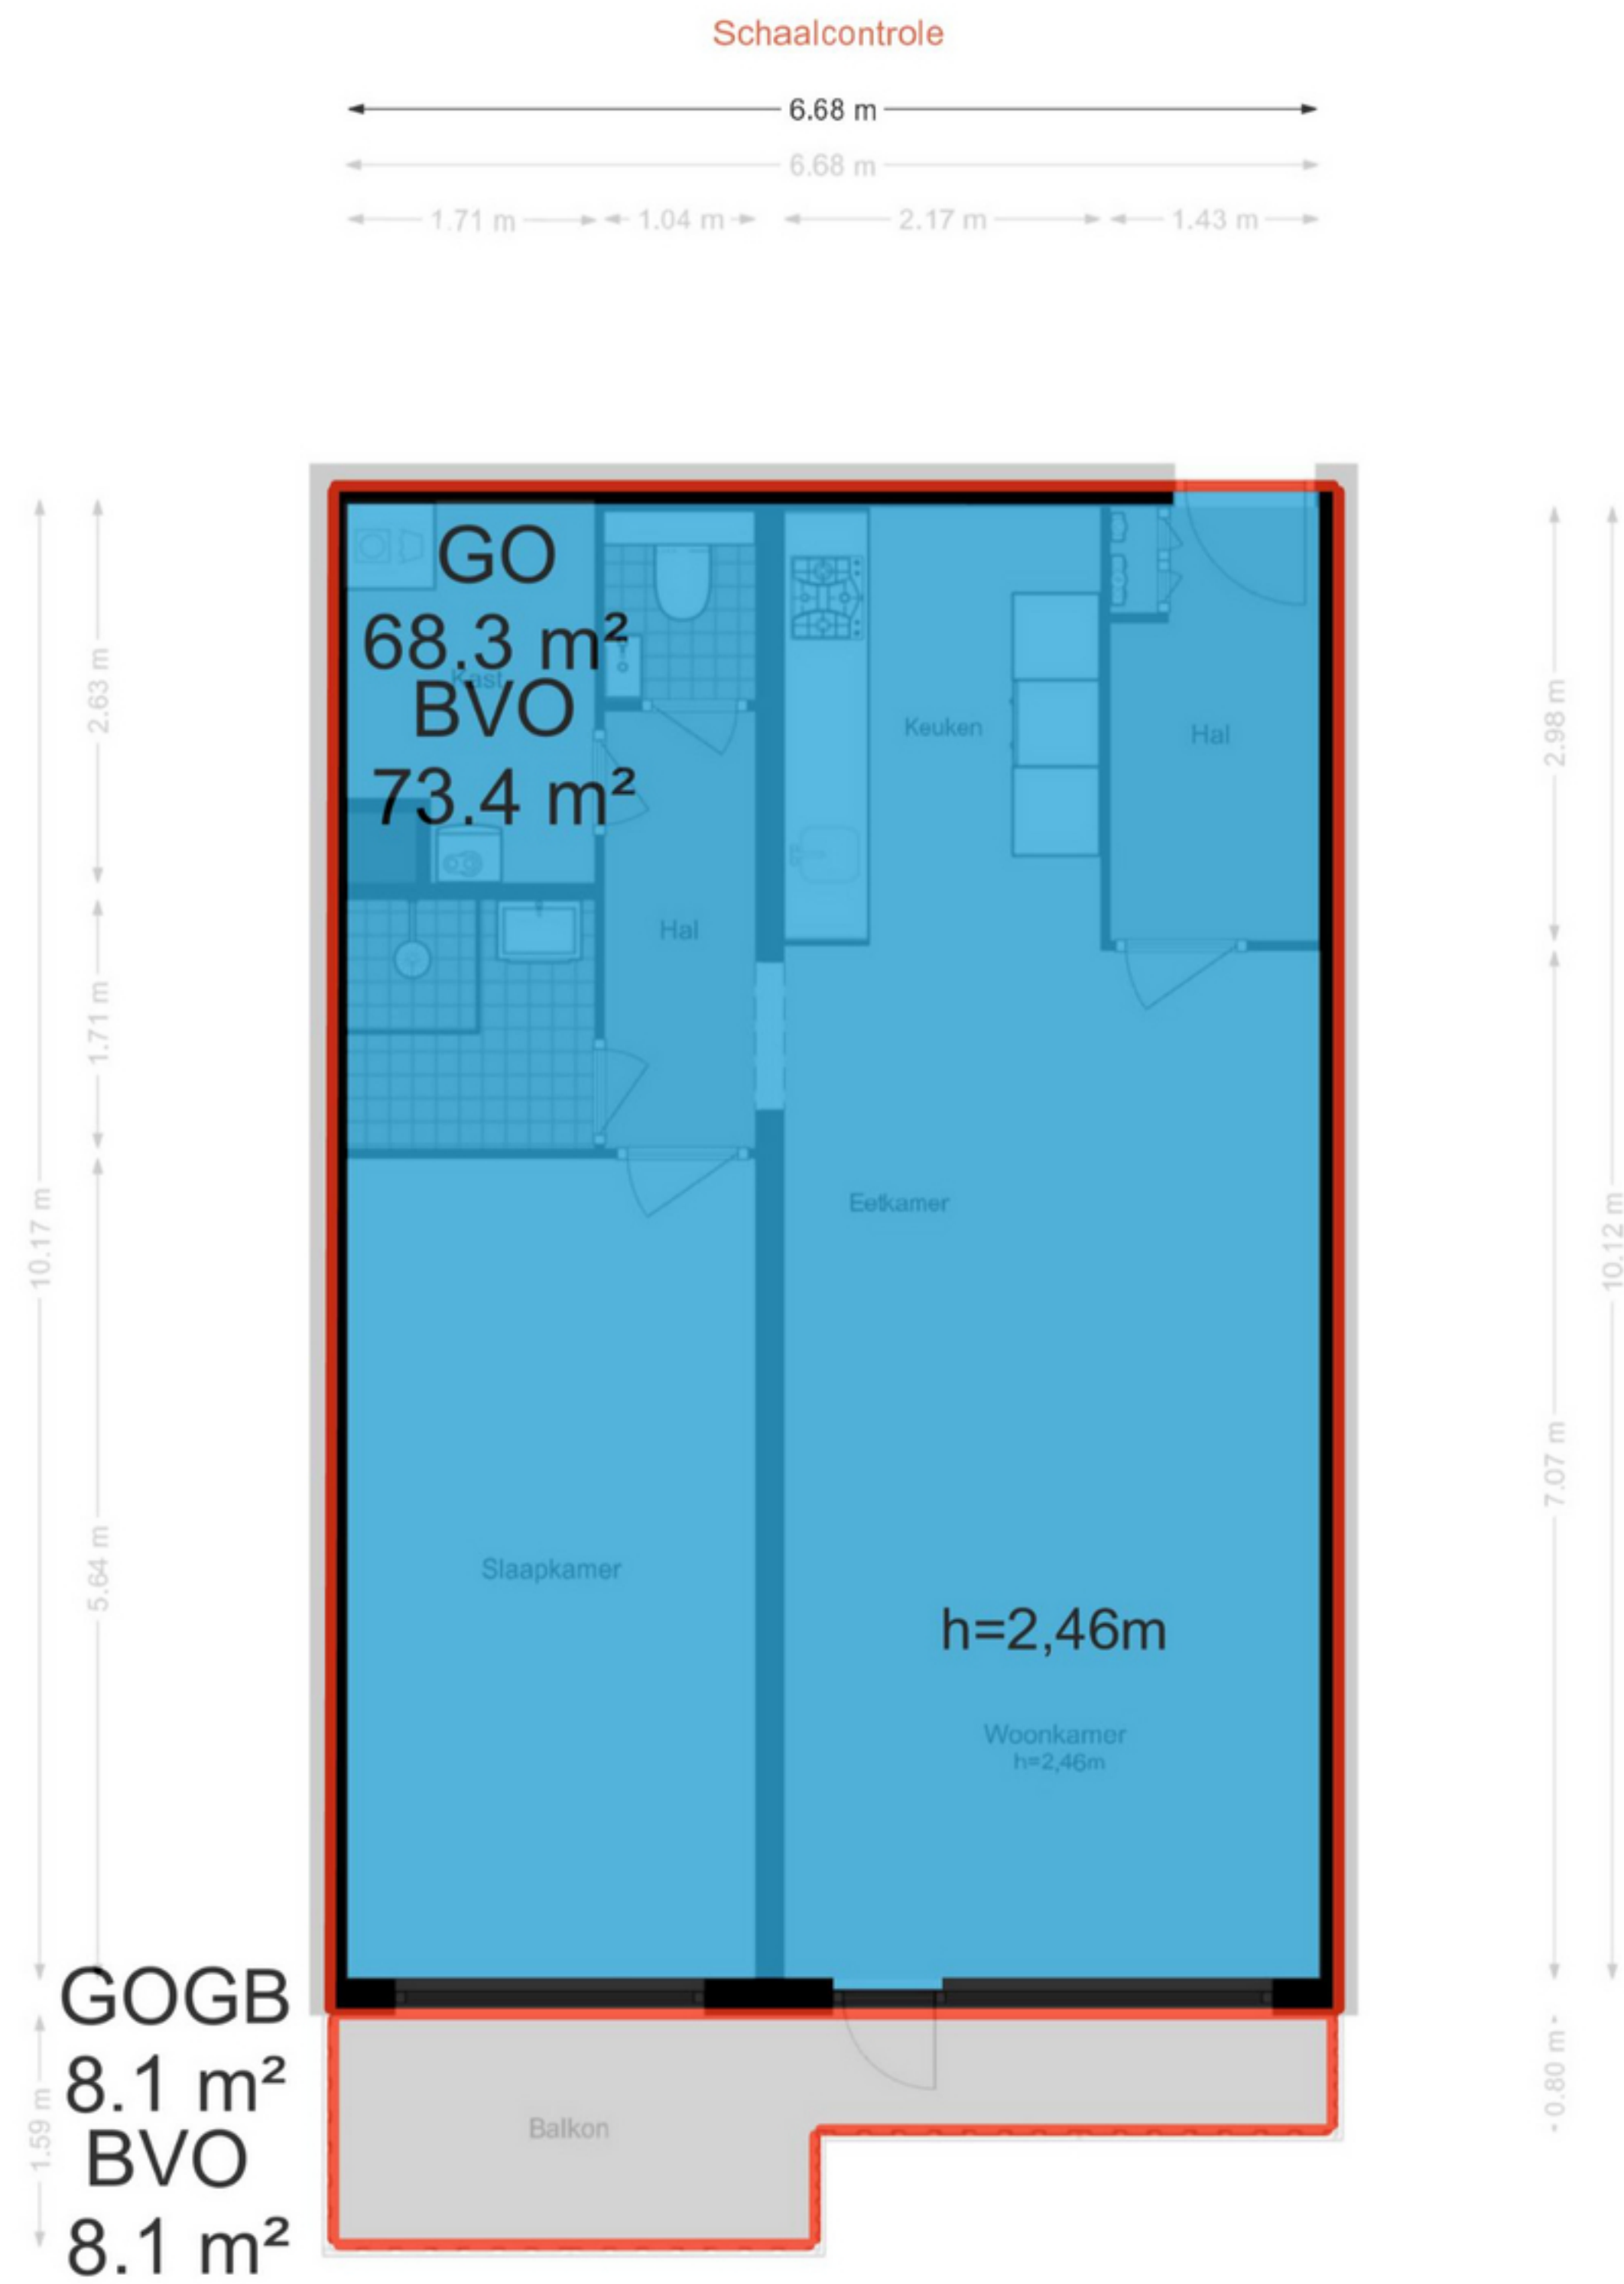 Schaalcontrole
6.68 m
6.68 m
1.71 m
1.04 m
2.17 m
1.43 m
GO
68.3 m²
Kast
BVO
73.4 m²
Keuken
Hal
Hal
2.63 m
1.71 m
10.17 m
5.64 m
2.98 m
10.12 m
7.07 m
Eetkamer
Slaapkamer
h=2,46m
Woonkamer
h=2,46m
GOGB
8.1 m²
BVO
8.1 m²
1.59 m
Balkon
0.80 m